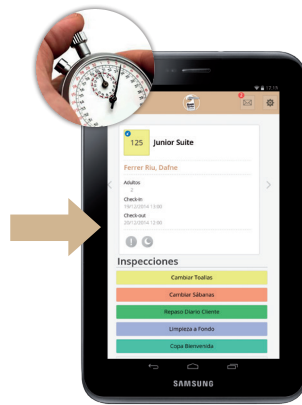 12:15
2
125 Junior Suite
Ferrer Riu, Dafne
Adultos
2
Check-in
19/12/2014 13:00
Check-out
20/12/2014 12:00
Inspecciones
Cambiar Toallas
Cambiar Sábanas
Repaso Diario Cliente
Limpieza a Fondo
Copa Bienvenida
SAMSUNG